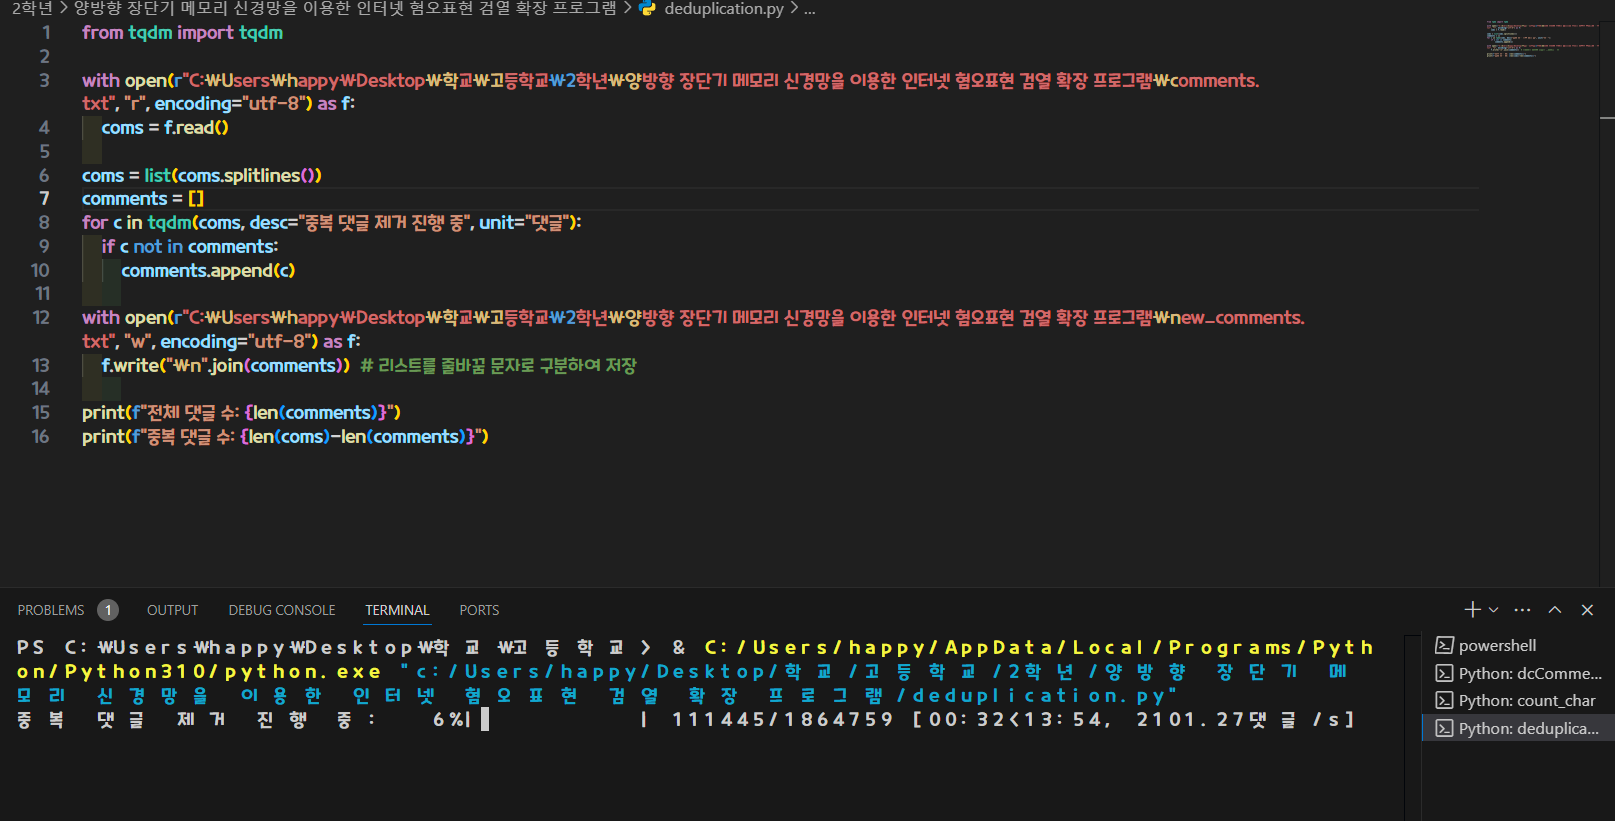 2학년 > 양방향 장단기 메모리 신경망을 이용한 인터넷 혐오표현 검열 확장 프로그램 > deduplication.py > ...
1 from tqdm import tqdm
2
3 with open(r"C:₩Users₩happy₩Desktop₩학교₩고등학교₩2학년₩양방향 장단기 메모리 신경망을 이용한 인터넷 혐오표현 검열 확장 프로그램₩comments.
txt", "r", encoding="utf-8") as f:
4 coms = f.read()
5
6 coms = list(coms.splitlines())
7 comments = []
8 for c in tqdm(coms, desc="중복 댓글 제거 진행 중", unit="댓글"):
9 if c not in comments:
10 comments.append(c)
11
12 with open(r"C:₩Users₩happy₩Desktop₩학교₩고등학교₩2학년₩양방향 장단기 메모리 신경망을 이용한 인터넷 혐오표현 검열 확장 프로그램₩new_comments.
txt", "w", encoding="utf-8") as f:
13 f.write("₩n".join(comments)) # 리스트를 줄바꿈 문자로 구분하여 저장
14
15 print(f"전체 댓글 수: {len(comments)}")
16 print(f"중복 댓글 수: {len(coms)-len(comments)}")
PROBLEMS 1 OUTPUT DEBUG CONSOLE TERMINAL PORTS
PS C:₩Users₩happy₩Desktop₩학교₩고등학교> & C:/Users/happy/AppData/Local/Programs/Pyth
on/Python310/python.exe "c:/Users/happy/Desktop/학교/고등학교/2학년/양방향 장단기 메
모리 신경망을 이용한 인터넷 혐오표현 검열 확장 프로그램/deduplication.py"
중복 댓글 제거 진행 중: 6%| | 111445/1864759 [00:32<13:54, 2101.27댓글/s]
powershell
Python: dcComme...
Python: count_char
Python: deduplica...